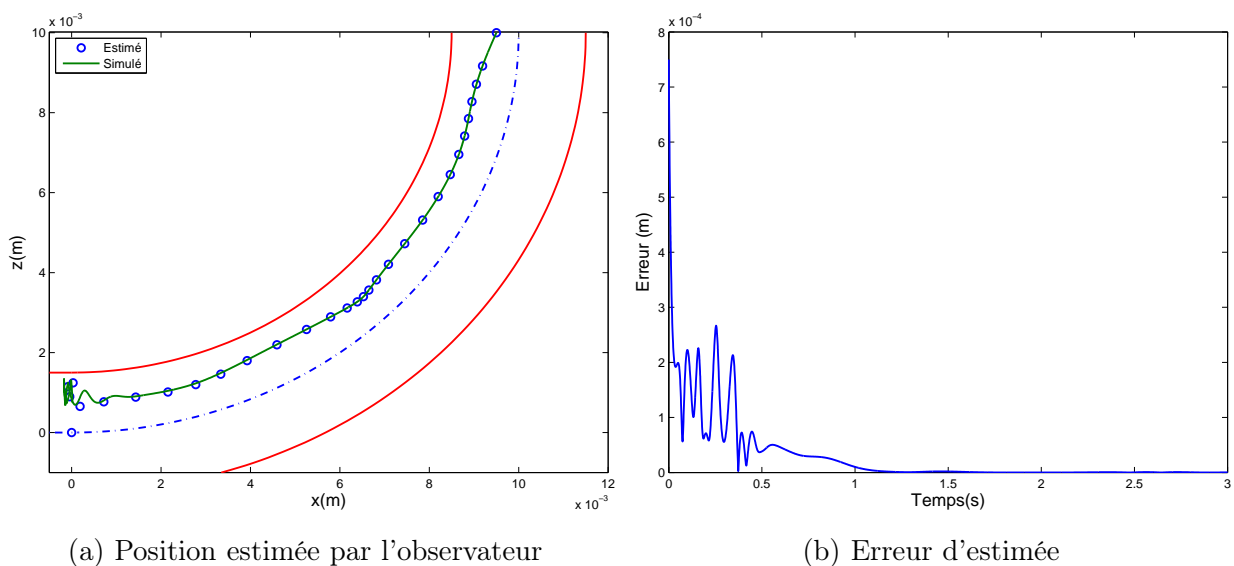 x 10⁻³
10
8
6
4
2
0
z(m)
Estimé
Simulé
0
2
4
6
8
10
12
x 10⁻³
x(m)
(a) Position estimée par l'observateur
x 10⁻⁴
8
7
6
5
4
3
2
1
0
Erreur (m)
0
0.5
1
1.5
2
2.5
3
Temps(s)
(b) Erreur d'estimée